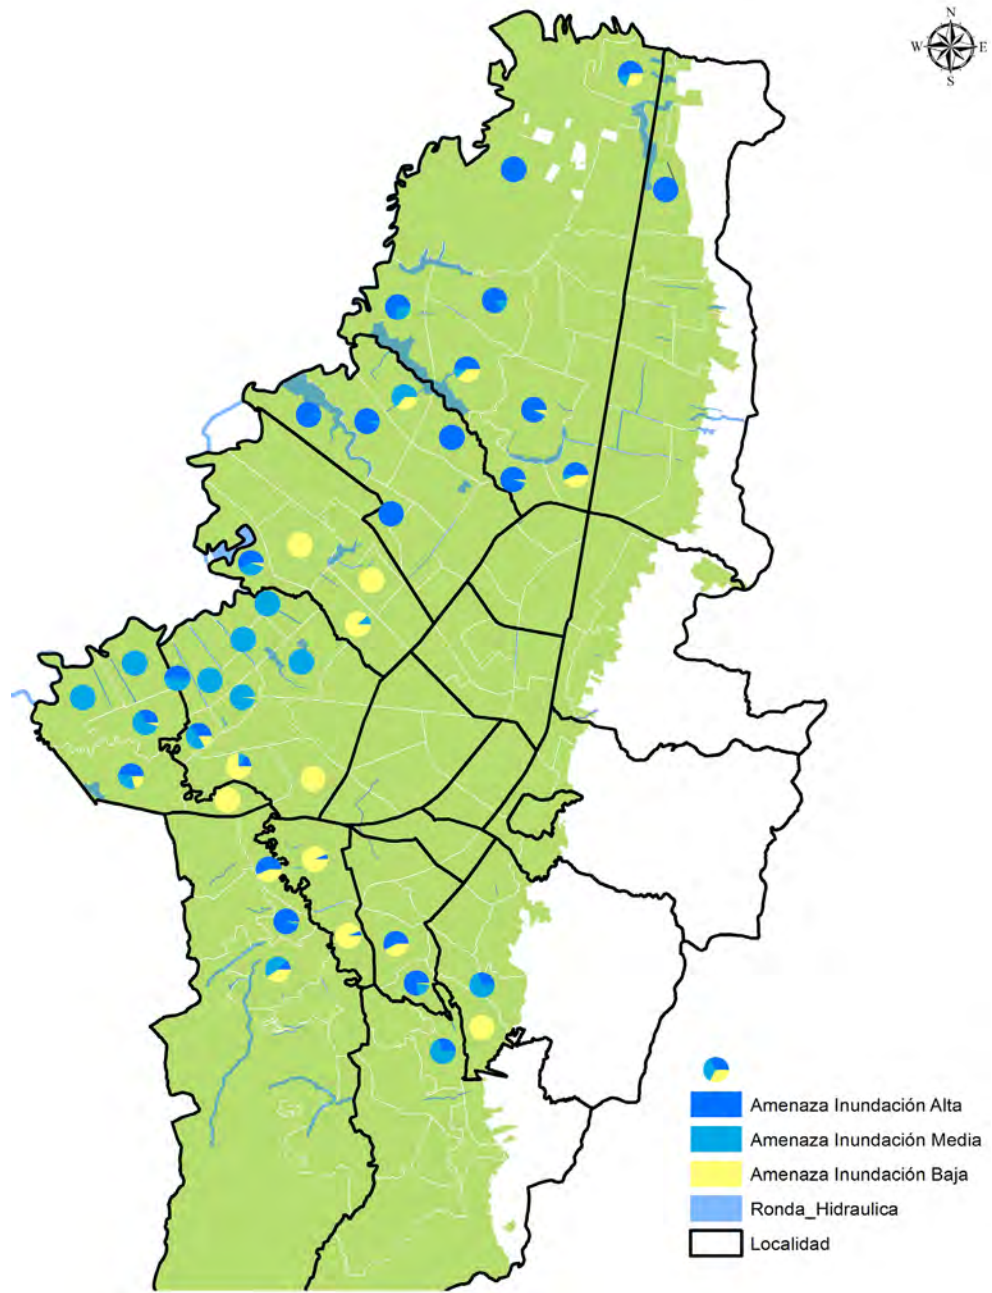 N
W E
S
Amenaza Inundación Alta
Amenaza Inundación Media
Amenaza Inundación Baja
Ronda_Hidraulica
Localidad